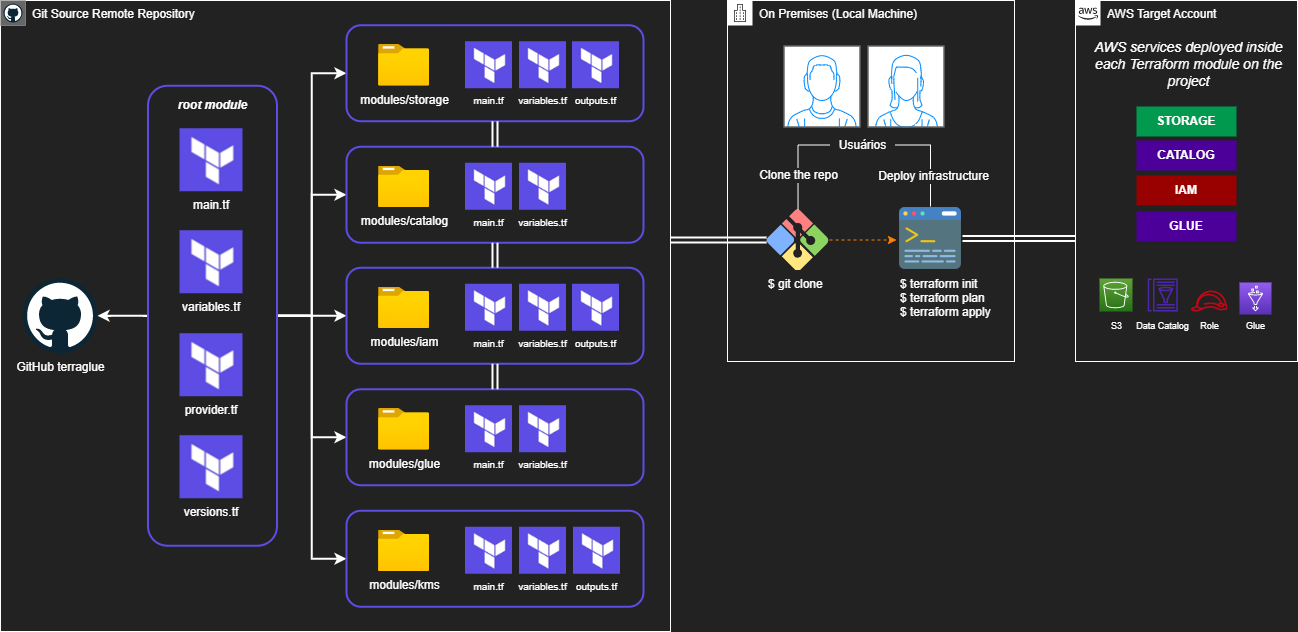 Git Source Remote Repository
root module
main.tf
variables.tf
provider.tf
versions.tf
GitHub terraglue
modules/storage
main.tf
variables.tf
outputs.tf
modules/catalog
main.tf
variables.tf
modules/iam
main.tf
variables.tf
outputs.tf
modules/glue
main.tf
variables.tf
modules/kms
main.tf
variables.tf
outputs.tf
On Premises (Local Machine)
Usuários
Clone the repo
Deploy infrastructure
$ git clone
$ terraform init
$ terraform plan
$ terraform apply
aws
AWS Target Account
AWS services deployed inside
each Terraform module on the
project
STORAGE
CATALOG
IAM
GLUE
S3
Data Catalog
Role
Glue